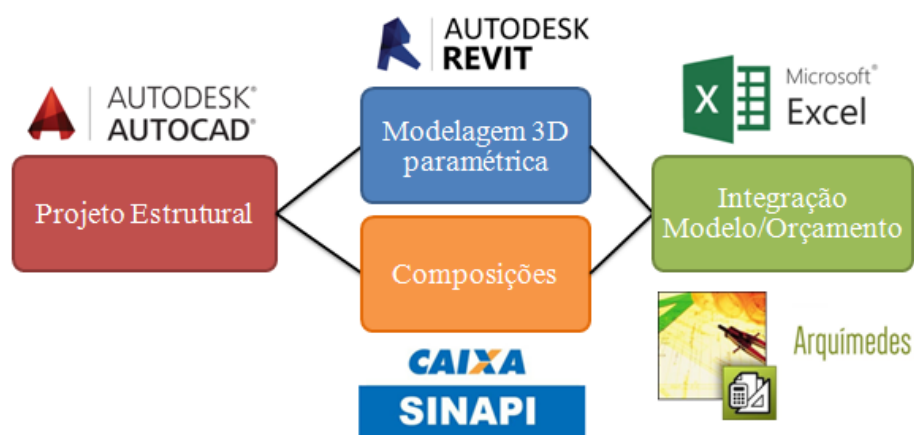 AUTODESK®
AUTOCAD®
Projeto Estrutural
AUTODESK
REVIT
Modelagem 3D
paramétrica
Composições
CAIXA
SINAPI
X
Microsoft®
Excel
Integração
Modelo/Orçamento
Arquímedes